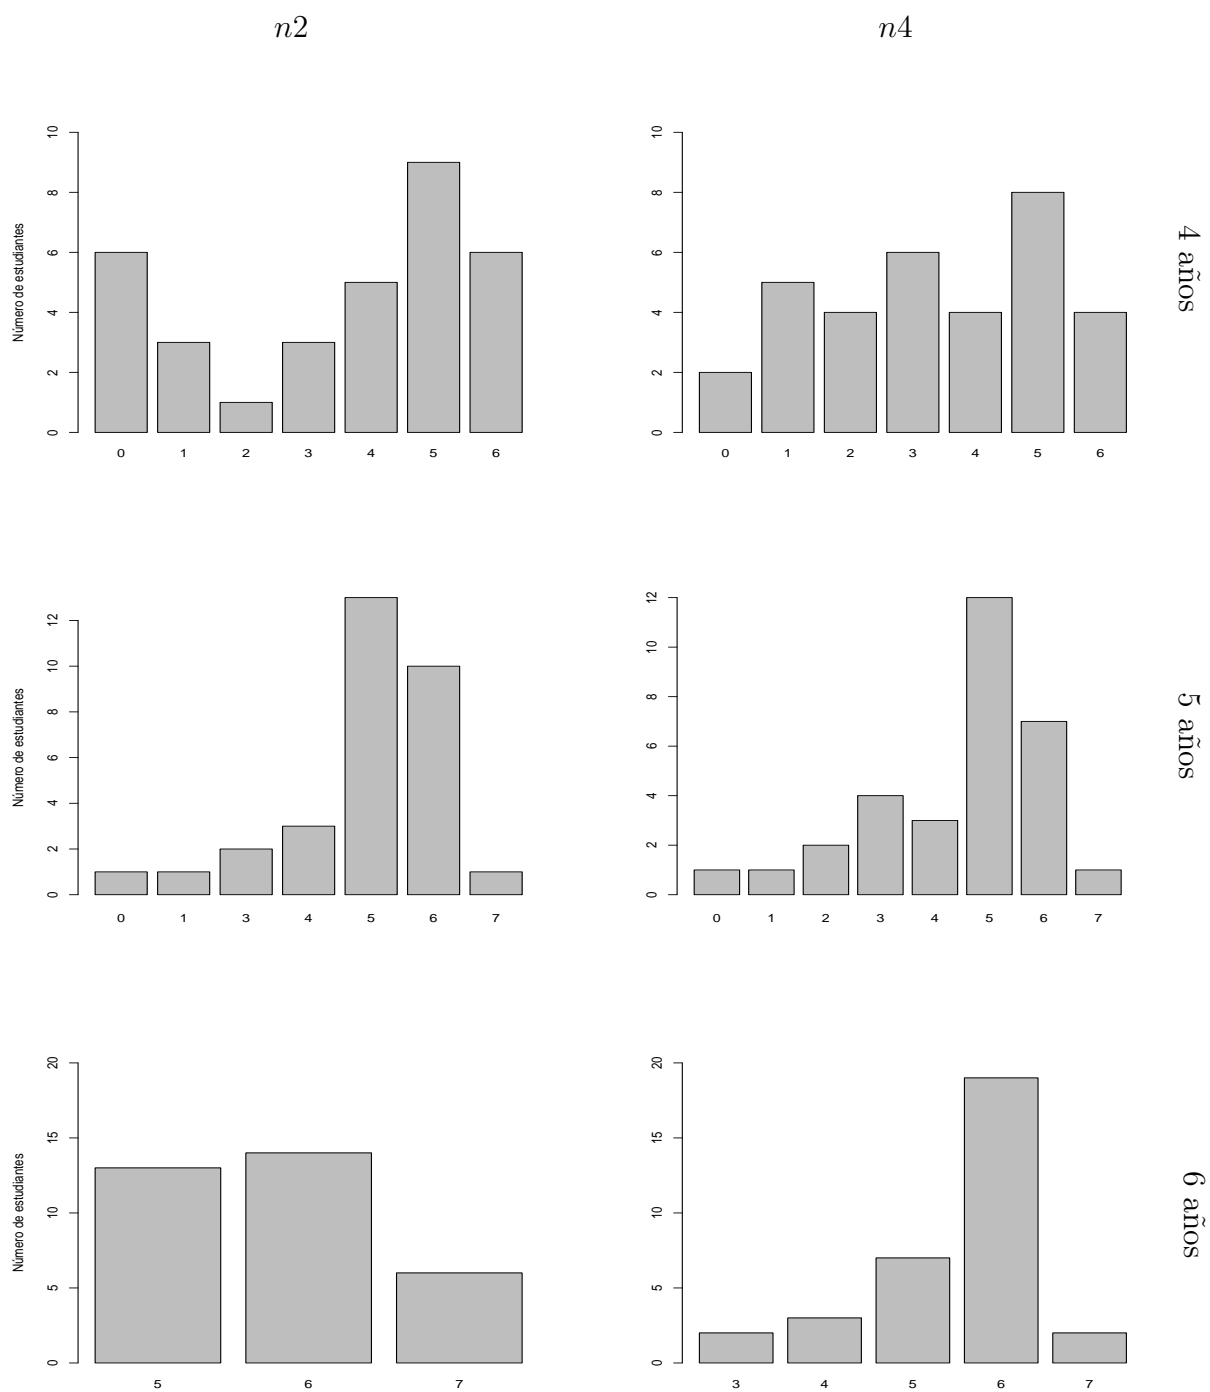 n2
n4
Número de estudiantes
0 2 4 6 8 10
0 1 2 3 4 5 6
0 2 4 6 8 10
0 1 2 3 4 5 6
4 años
Número de estudiantes
0 2 4 6 8 10 12
0 1 3 4 5 6 7
0 2 4 6 8 10 12
0 1 2 3 4 5 6 7
5 años
Número de estudiantes
0 5 10 15 20
5 6 7
0 5 10 15 20
3 4 5 6 7
6 años